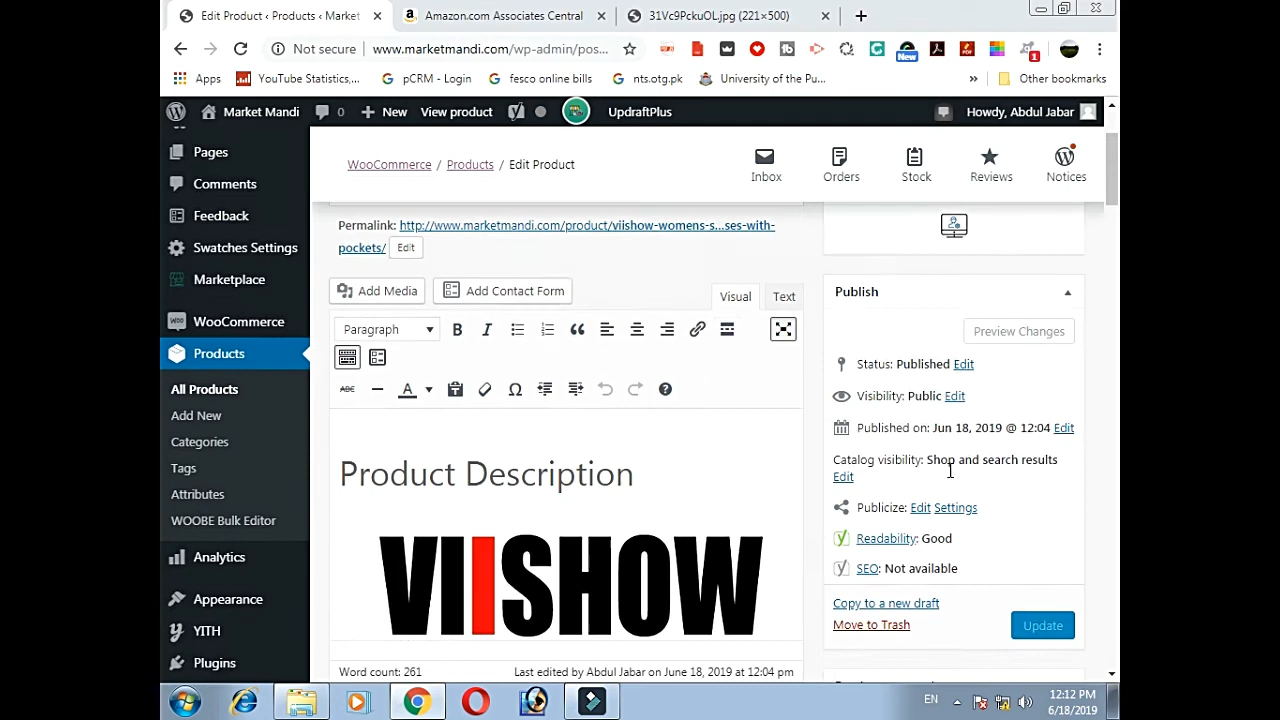 Edit Product ‹ Products ‹ Market
Amazon.com Associates Central
31Vc9PckuOL.jpg (221×500)
Not secure
www.marketmandi.com/wp-admin/pos...
New
1
Apps
YouTube Statistics,...
pCRM - Login
fesco online bills
nts.otg.pk
University of the Pu...
»
Other bookmarks
Market Mandi
0
New
View product
UpdraftPlus
Howdy, Abdul Jabar
Pages
Comments
Feedback
Swatches Settings
Marketplace
WooCommerce
Products
All Products
Add New
Categories
Tags
Attributes
WOOBE Bulk Editor
Analytics
Appearance
YITH
Plugins
WooCommerce / Products / Edit Product
Inbox
Orders
Stock
Reviews
Notices
Permalink: http://www.marketmandi.com/product/viishow-womens-s...ses-with-
pockets/ Edit
Add Media
Add Contact Form
Visual
Text
Paragraph
B
I
ABC
A
Ω
Product Description
VIISHOW
Word count: 261
Last edited by Abdul Jabar on June 18, 2019 at 12:04 pm
Publish
Preview Changes
Status: Published Edit
Visibility: Public Edit
Published on: Jun 18, 2019 @ 12:04 Edit
Catalog visibility: Shop and search results
Edit
Publicize: Edit Settings
Readability: Good
SEO: Not available
Copy to a new draft
Move to Trash
Update
EN
12:12 PM
6/18/2019